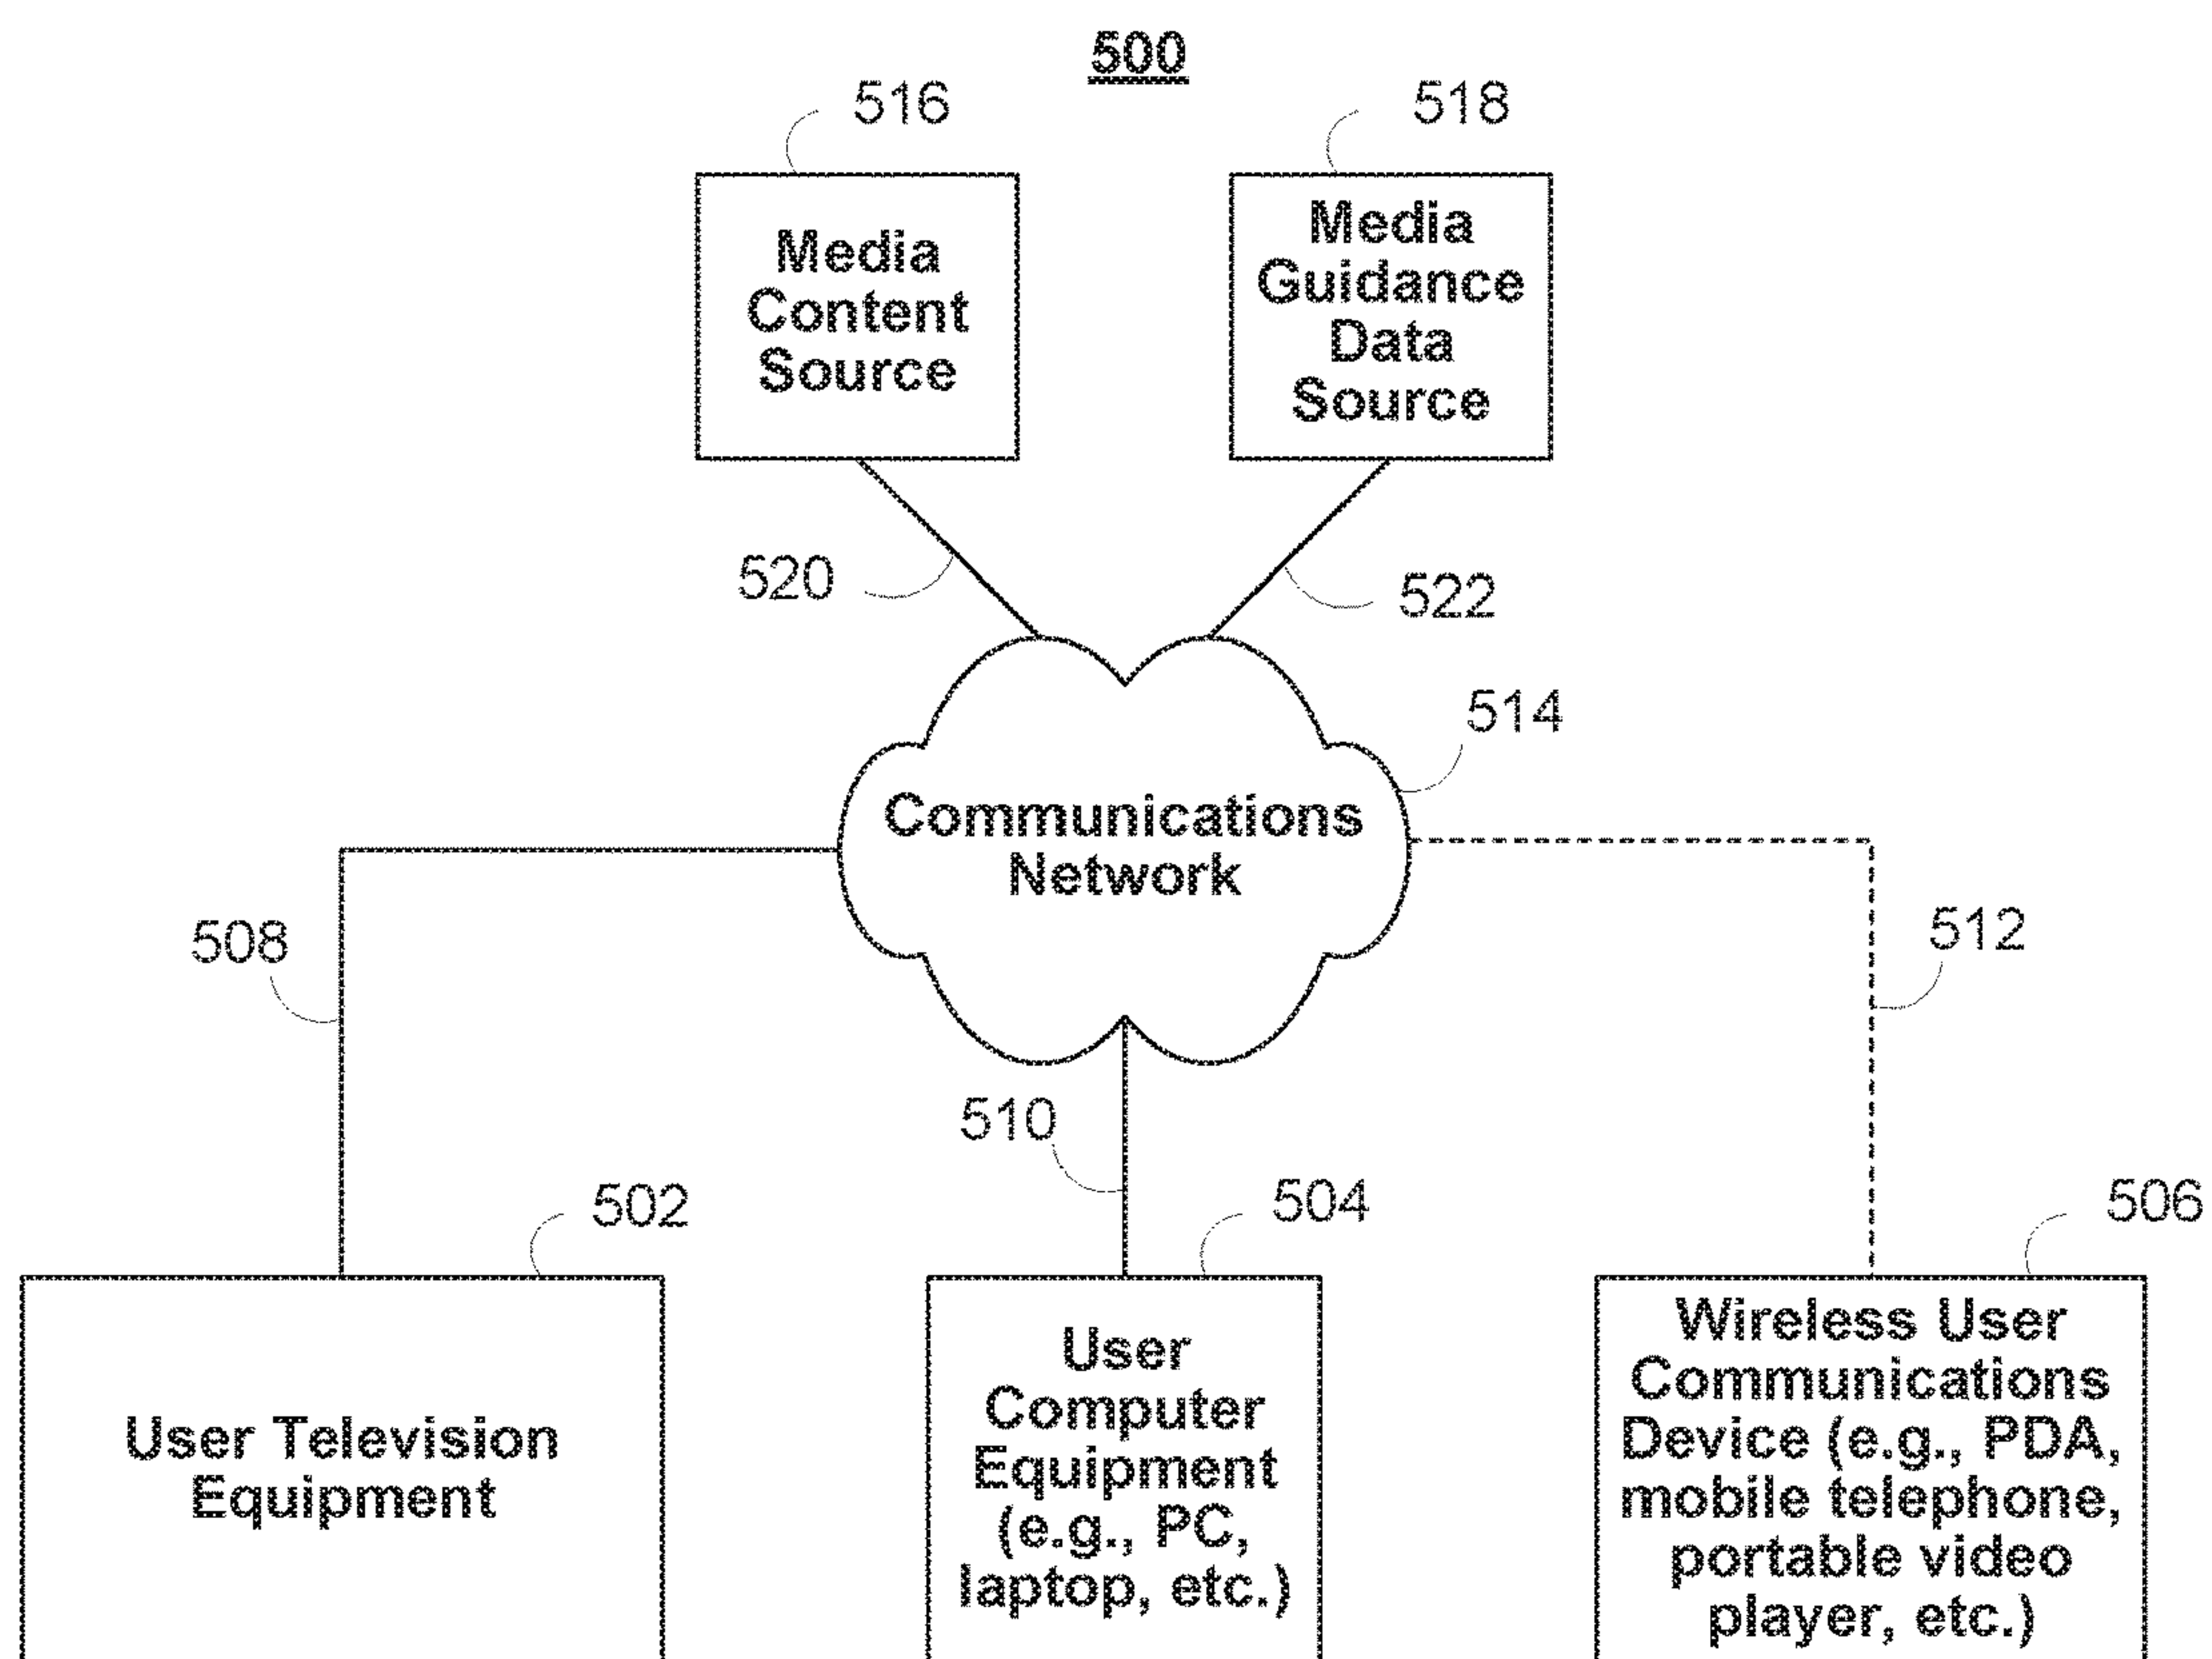 500
516
518
Media
Content
Source
Media
Guidance
Data
Source
520
522
514
Communications
Network
508
512
510
502
504
506
User Television
Equipment
User
Computer
Equipment
(e.g., PC,
laptop, etc.)
Wireless User
Communications
Device (e.g., PDA,
mobile telephone,
portable video
player, etc.)